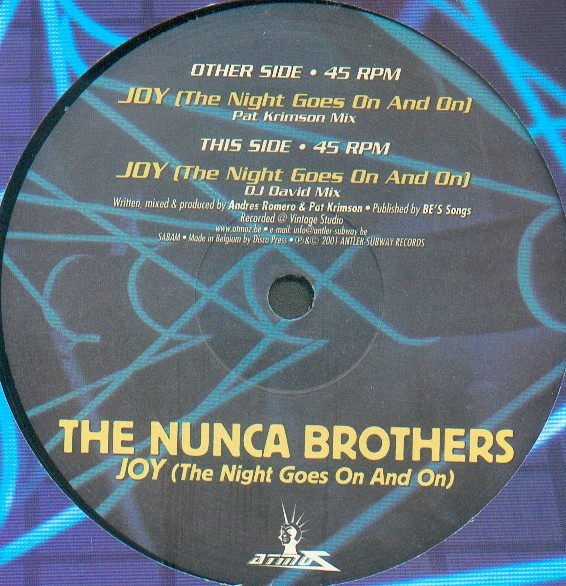 OTHER SIDE • 45 RPM
JOY (The Night Goes On And On)
Pat Krimson Mix
THIS SIDE • 45 RPM
JOY (The Night Goes On And On)
DJ David Mix
Written, mixed & produced by Andres Romero & Pat Krimson • Published by BE'S Songs
Recorded @ Vintage Studio
www.atmoz.be • e-mail: info@antler-subway.be
SABAM • Made in Belgium by Disco Press • ℗&© 2001 ANTLER-SUBWAY RECORDS
THE NUNCA BROTHERS
JOY (The Night Goes On And On)
ATMOZ